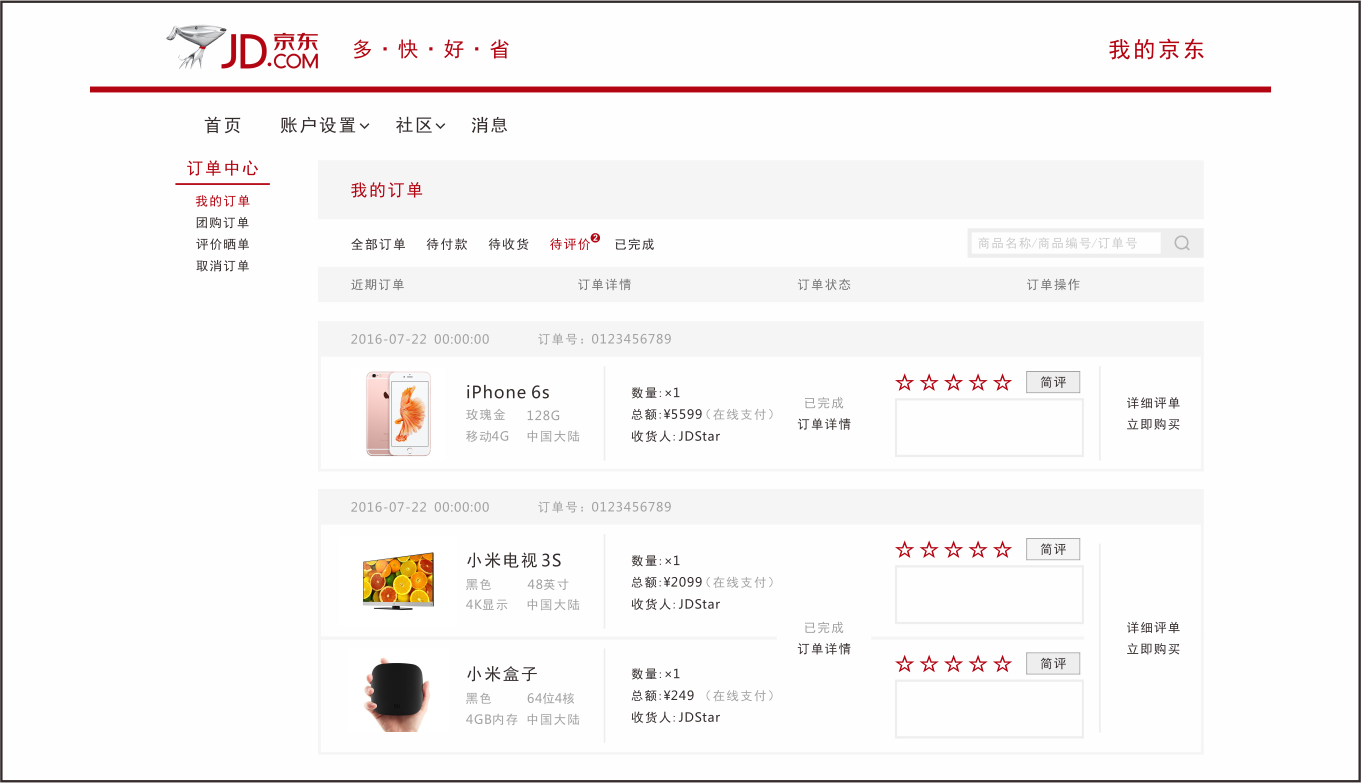 JD.京东
.COM
多·快·好·省
我的京东
首页 账户设置 社区 消息
订单中心
我的订单
团购订单
评价晒单
取消订单
我的订单
全部订单 待付款 待收货 待评价 2 已完成
商品名称/商品编号/订单号
近期订单 订单详情 订单状态 订单操作
2016-07-22 00:00:00 订单号：0123456789
iPhone 6s
玫瑰金 128G
移动4G 中国大陆
数量:×1
总额:¥5599（在线支付）
收货人:JDStar
已完成
订单详情
简评
详细评单
立即购买
2016-07-22 00:00:00 订单号：0123456789
小米电视3S
黑色 48英寸
4K显示 中国大陆
数量:×1
总额:¥2099（在线支付）
收货人:JDStar
简评
已完成
订单详情
详细评单
立即购买
小米盒子
黑色 64位4核
4GB内存 中国大陆
数量:×1
总额:¥249 （在线支付）
收货人:JDStar
简评